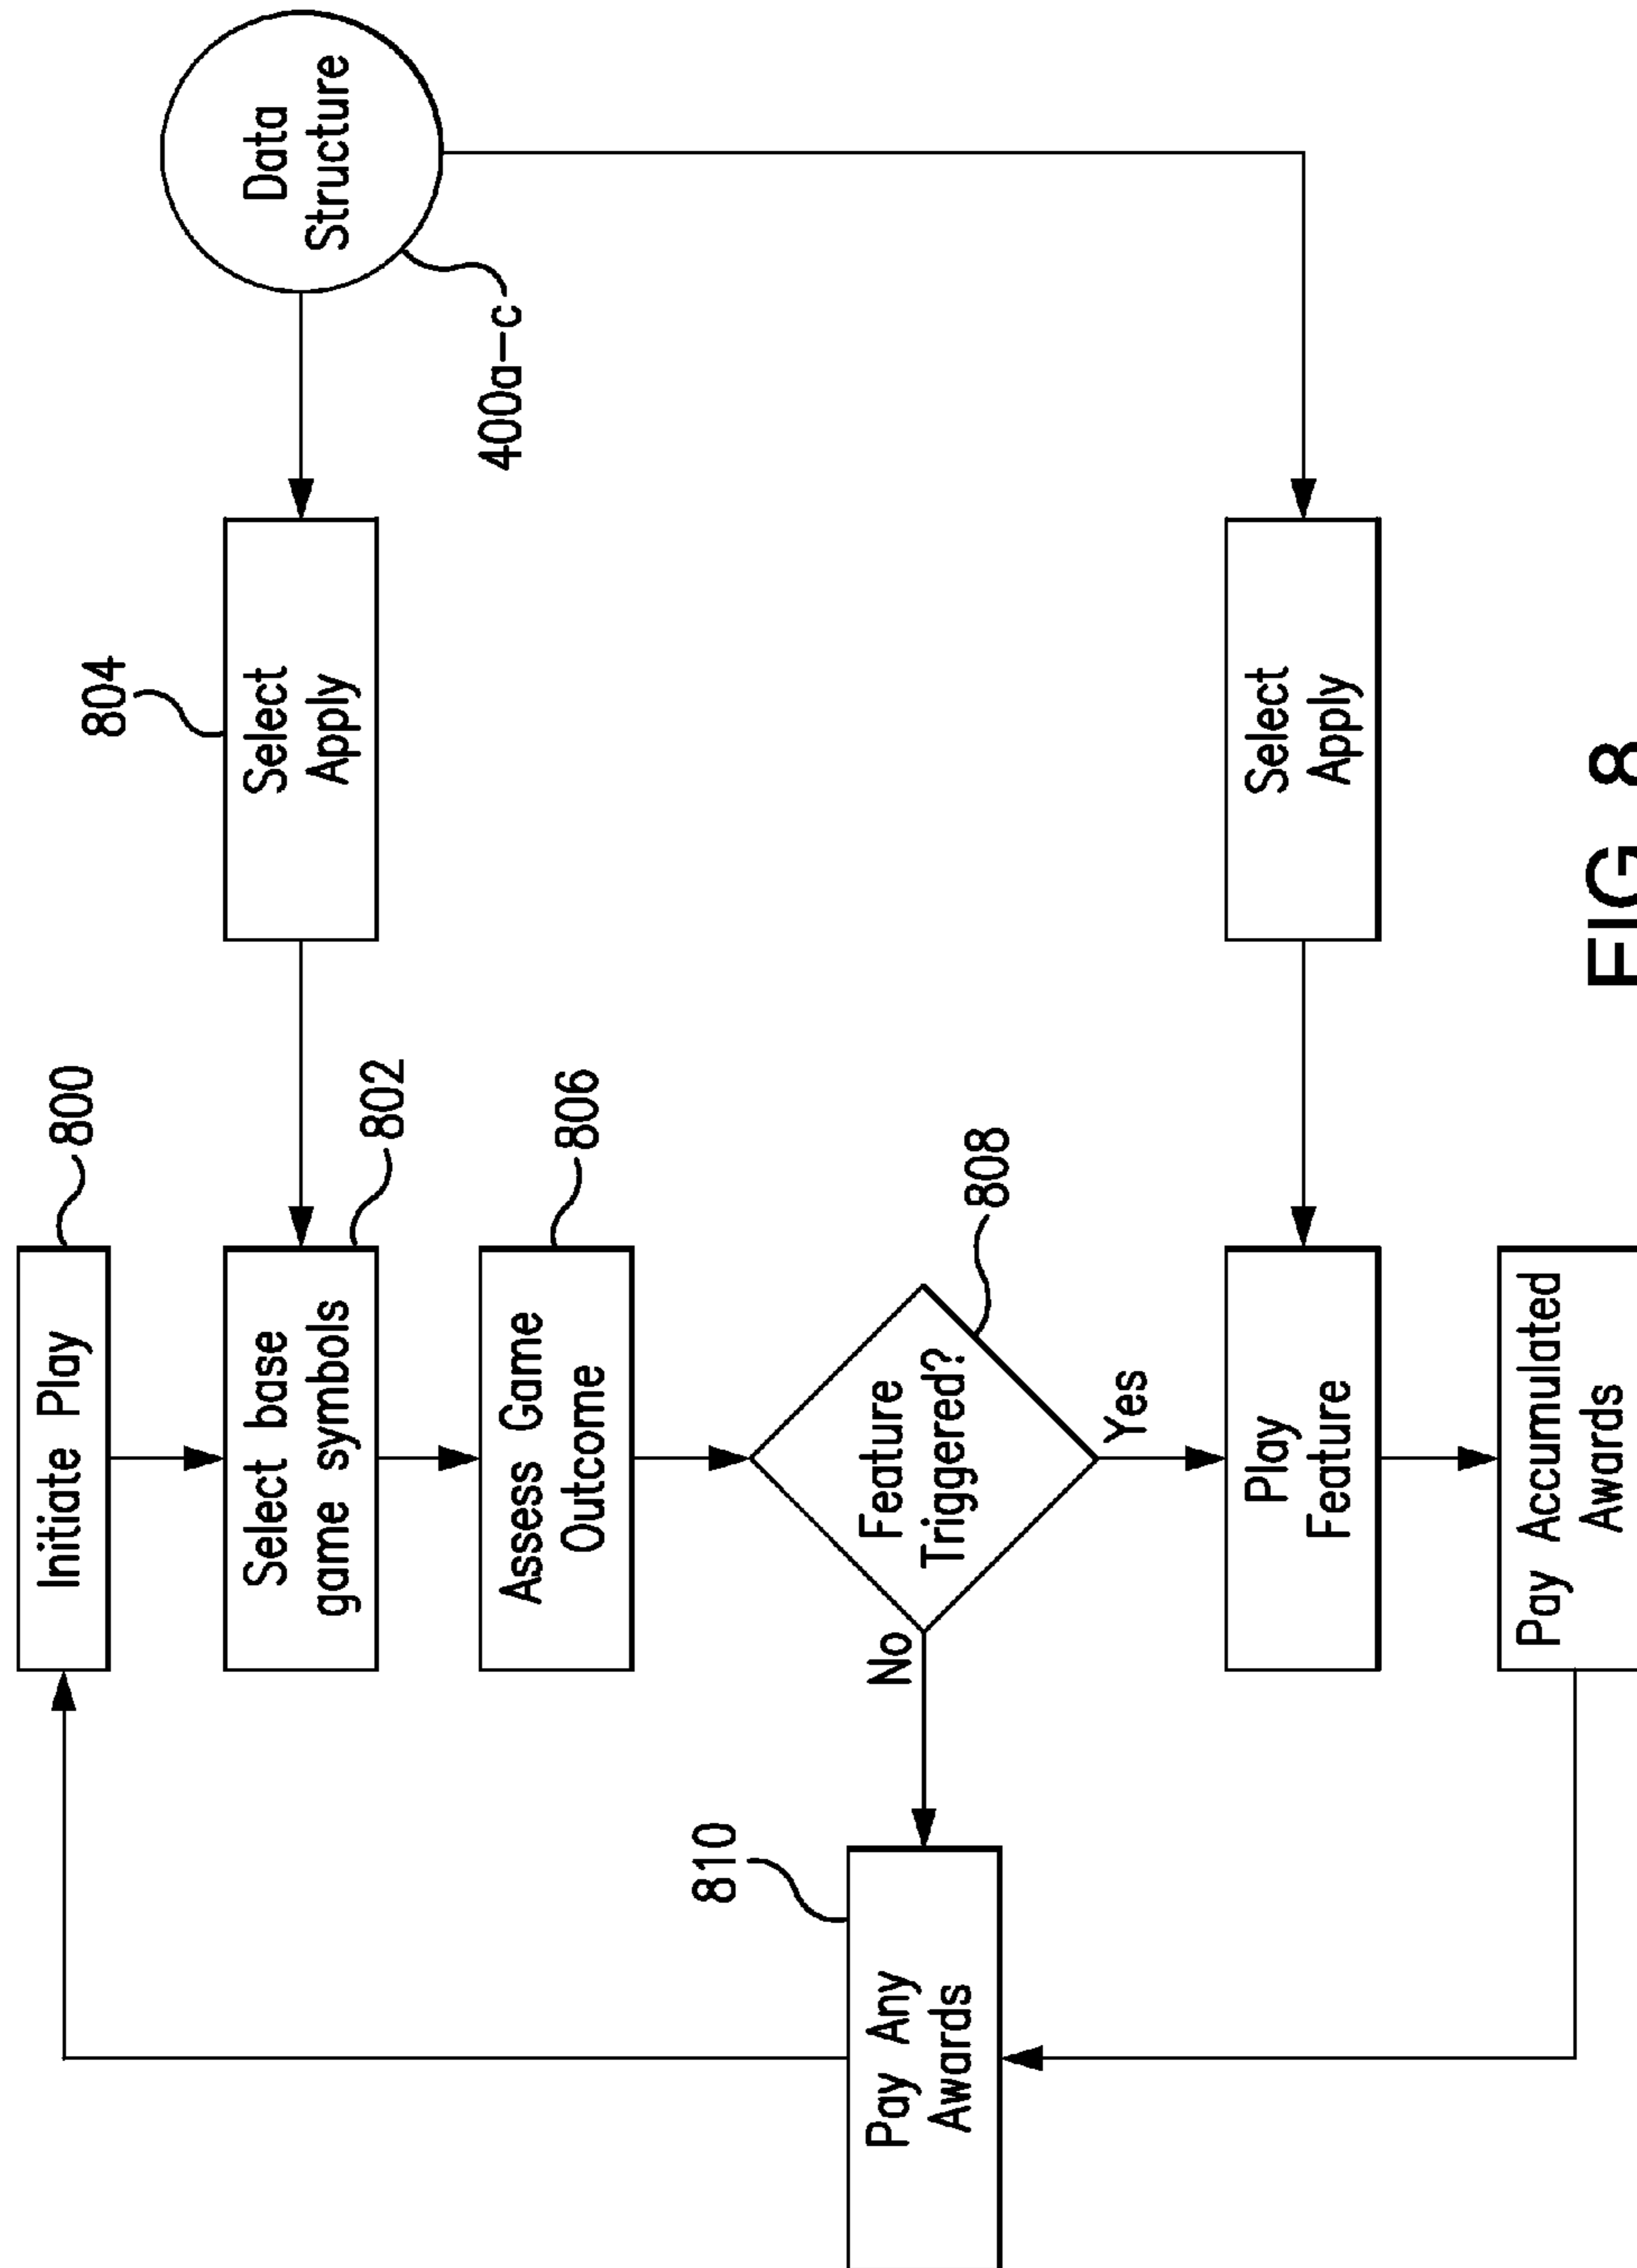 Initiate Play
800
Select base
game symbols
802
Select
Apply
804
Data
Structure
400a-c
Assess Game
Outcome
806
Feature
Triggered?
808
No
Yes
Pay Any
Awards
810
Play
Feature
Select
Apply
Pay Accumulated
Awards
FIG. 8